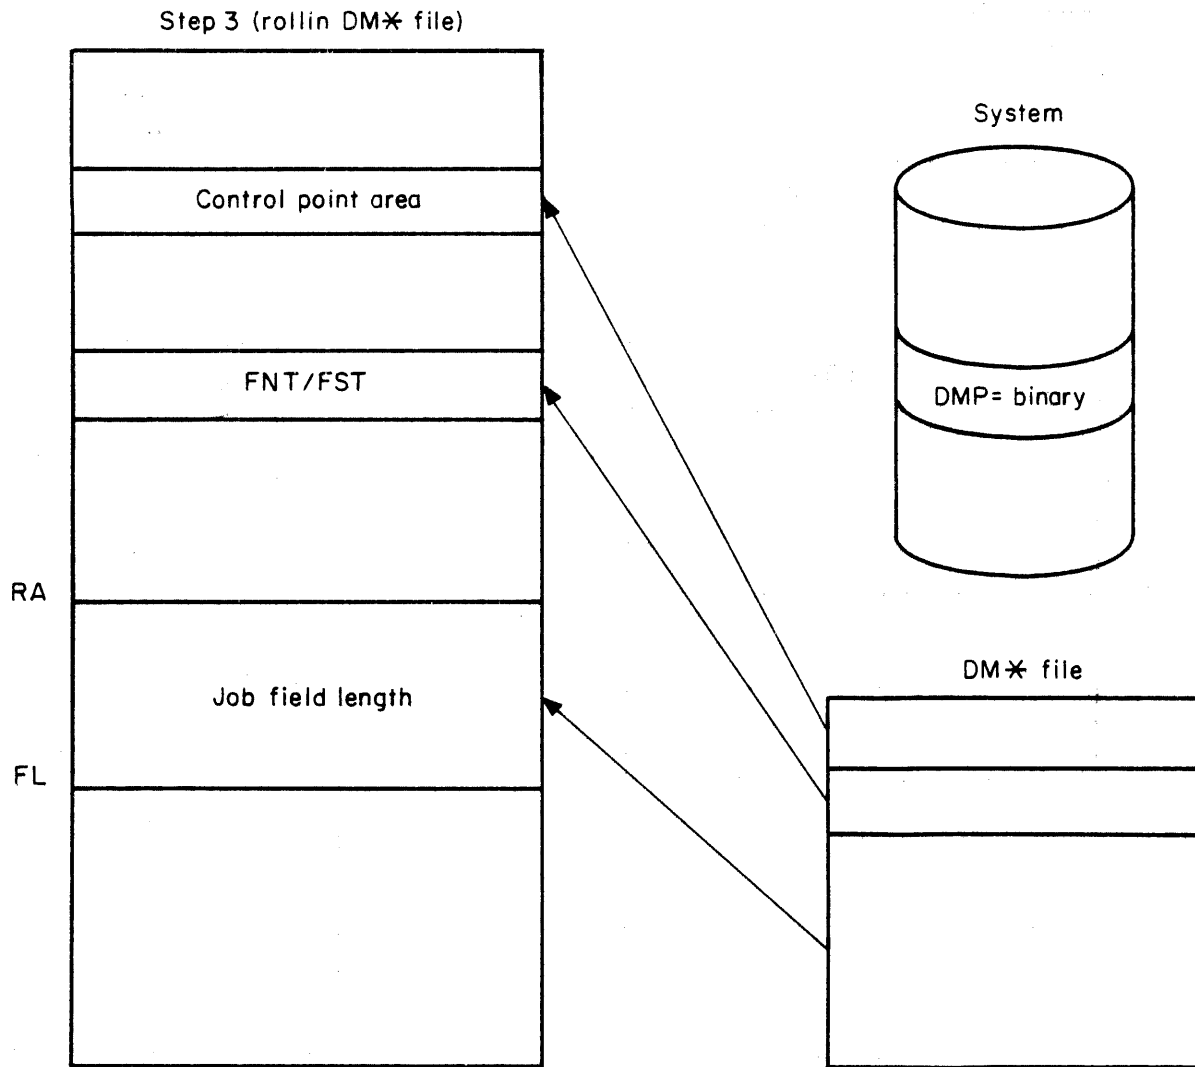 Step 3 (rollin DM* file)
System
Control point area
FNT/FST
DMP= binary
RA
DM* file
Job field length
FL